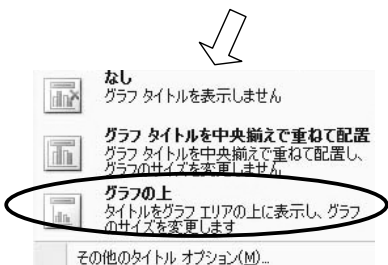 なし
グラフ タイトルを表示しません
グラフ タイトルを中央揃えで重ねて配置
グラフ タイトルを中央揃えで重ねて配置し、
グラフのサイズを変更しません
グラフの上
タイトルをグラフ エリアの上に表示し、グラフ
のサイズを変更します
その他のタイトル オプション(M)...